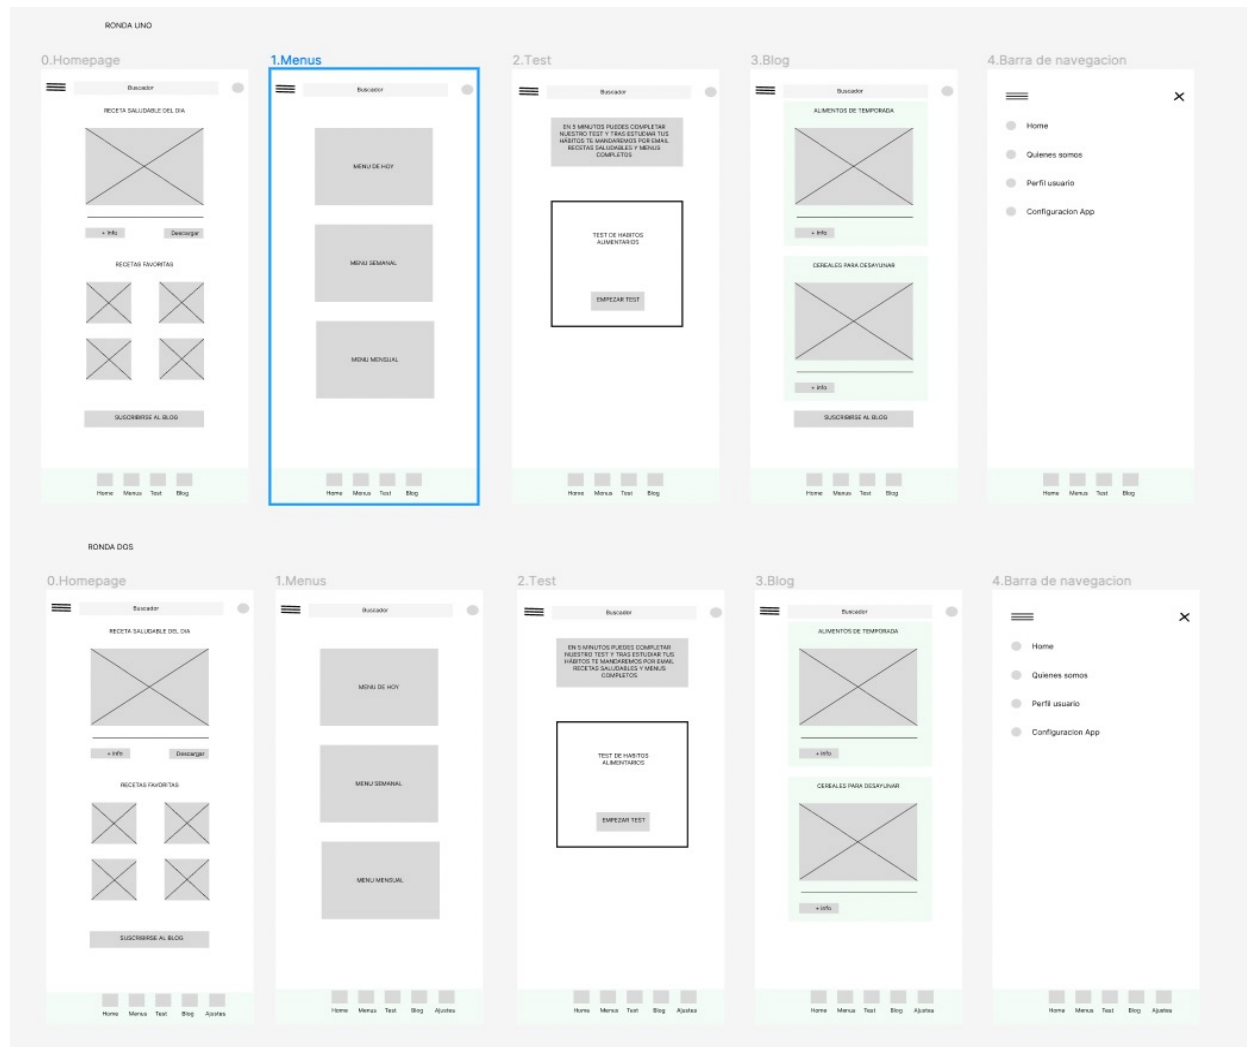 RONDA UNO
0.Homepage
Buscador
RECETA SALUDABLE DEL DIA
+ Info
Descargar
RECETAS FAVORITAS
SUSCRIBIRSE AL BLOG
Home Menus Test Blog
1.Menus
Buscador
MENU DE HOY
MENU SEMANAL
MENU MENSUAL
Home Menus Test Blog
2.Test
Buscador
EN 5 MINUTOS PUEDES COMPLETAR
NUESTRO TEST Y TRAS ESTUDIAR TUS
HÁBITOS TE MANDAREMOS POR EMAIL
RECETAS SALUDABLES Y MENUS
COMPLETOS
TEST DE HABITOS
ALIMENTARIOS
EMPEZAR TEST
Home Menus Test Blog
3.Blog
Buscador
ALIMENTOS DE TEMPORADA
+ Info
CEREALES PARA DESAYUNAR
+ info
SUSCRIBIRSE AL BLOG
Home Menus Test Blog
4.Barra de navegacion
Home
Quienes somos
Perfil usuario
Configuracion App
Home Menus Test Blog
RONDA DOS
0.Homepage
Buscador
RECETA SALUDABLE DEL DIA
+ Info
Descargar
RECETAS FAVORITAS
SUSCRIBIRSE AL BLOG
Home Menus Test Blog Ajustes
1.Menus
Buscador
MENU DE HOY
MENU SEMANAL
MENU MENSUAL
Home Menus Test Blog Ajustes
2.Test
Buscador
EN 5 MINUTOS PUEDES COMPLETAR
NUESTRO TEST Y TRAS ESTUDIAR TUS
HÁBITOS TE MANDAREMOS POR EMAIL
RECETAS SALUDABLES Y MENUS
COMPLETOS
TEST DE HABITOS
ALIMENTARIOS
EMPEZAR TEST
Home Menus Test Blog Ajustes
3.Blog
Buscador
ALIMENTOS DE TEMPORADA
+ Info
CEREALES PARA DESAYUNAR
+ info
Home Menus Test Blog Ajustes
4.Barra de navegacion
Home
Quienes somos
Perfil usuario
Configuracion App
Home Menus Test Blog Ajustes